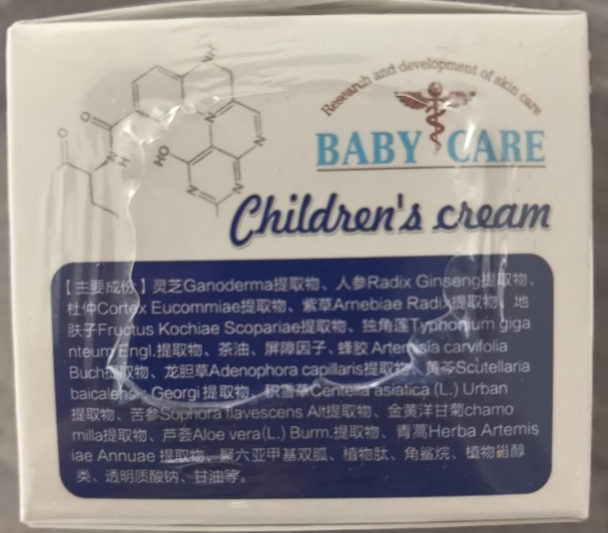 Research and development of skin care
BABY CARE
Children's cream
【主要成份】灵芝Ganoderma提取物、人参Radix Ginseng提取物、
杜仲Cortex Eucommiae提取物、紫草Arnebiae Radix提取物、地
肤子Fructus Kochiae Scopariae提取物、独角莲Typhonium giga
nteum Engl.提取物、茶油、屏障因子、蜂胶Artemisia carvifolia
Buch提取物、龙胆草Adenophora capillaris提取物、黄芩Scutellaria
baicalensis Georgi提取物、积雪草Centella asiatica (L.) Urban
提取物、苦参Sophora flavescens Alt提取物、金黄洋甘菊chamo
milla提取物、芦荟Aloe vera(L.) Burm.提取物、青蒿Herba Artemis
iae Annuae 提取物、聚六亚甲基双胍、植物肽、角鲨烷、植物甾醇
类、透明质酸钠、甘油等。
O
O
N
H
HO
N
N
N
N